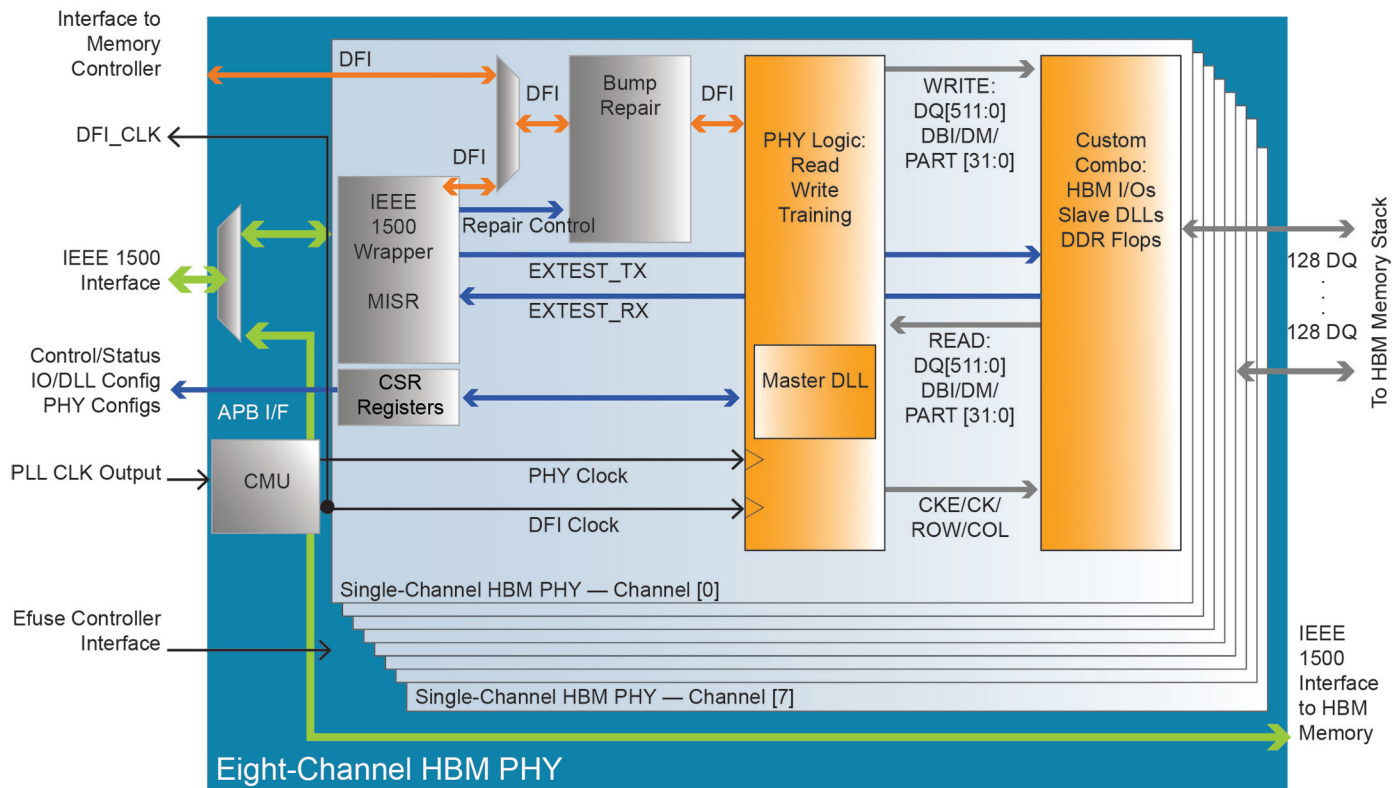 Interface to
Memory
Controller
DFI
DFI
Bump
Repair
DFI
DFI
DFI_CLK
IEEE
1500
Wrapper
MISR
Repair Control
EXTEST_TX
EXTEST_RX
IEEE 1500
Interface
PHY Logic:
Read
Write
Training
Master DLL
WRITE:
DQ[511:0]
DBI/DM/
PART [31:0]
READ:
DQ[511:0]
DBI/DM/
PART [31:0]
CKE/CK/
ROW/COL
Custom
Combo:
HBM I/Os
Slave DLLs
DDR Flops
128 DQ
.
.
.
.
128 DQ
To HBM Memory Stack
Control/Status
IO/DLL Config
PHY Configs
APB I/F
CSR
Registers
PLL CLK Output
CMU
PHY Clock
DFI Clock
Single-Channel HBM PHY — Channel [0]
Efuse Controller
Interface
Single-Channel HBM PHY — Channel [7]
IEEE
1500
Interface
to HBM
Memory
Eight-Channel HBM PHY